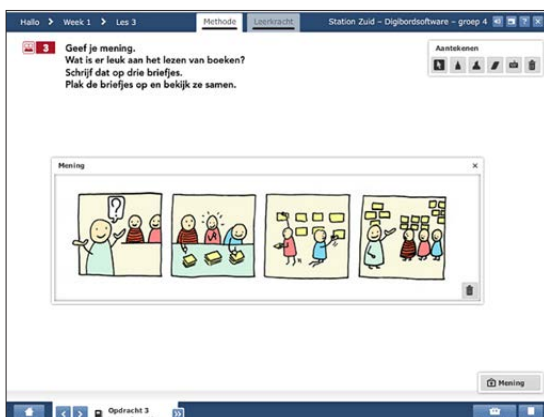 Hallo > Week 1 > Les 3 Methode Leerkracht Station Zuid – Digibordsoftware – groep 4 ? ×
3 Geef je mening.
Wat is er leuk aan het lezen van boeken?
Schrijf dat op drie briefjes.
Plak de briefjes op en bekijk ze samen.
Aantekenen
Mening ×
?
Mening
Opdracht 3